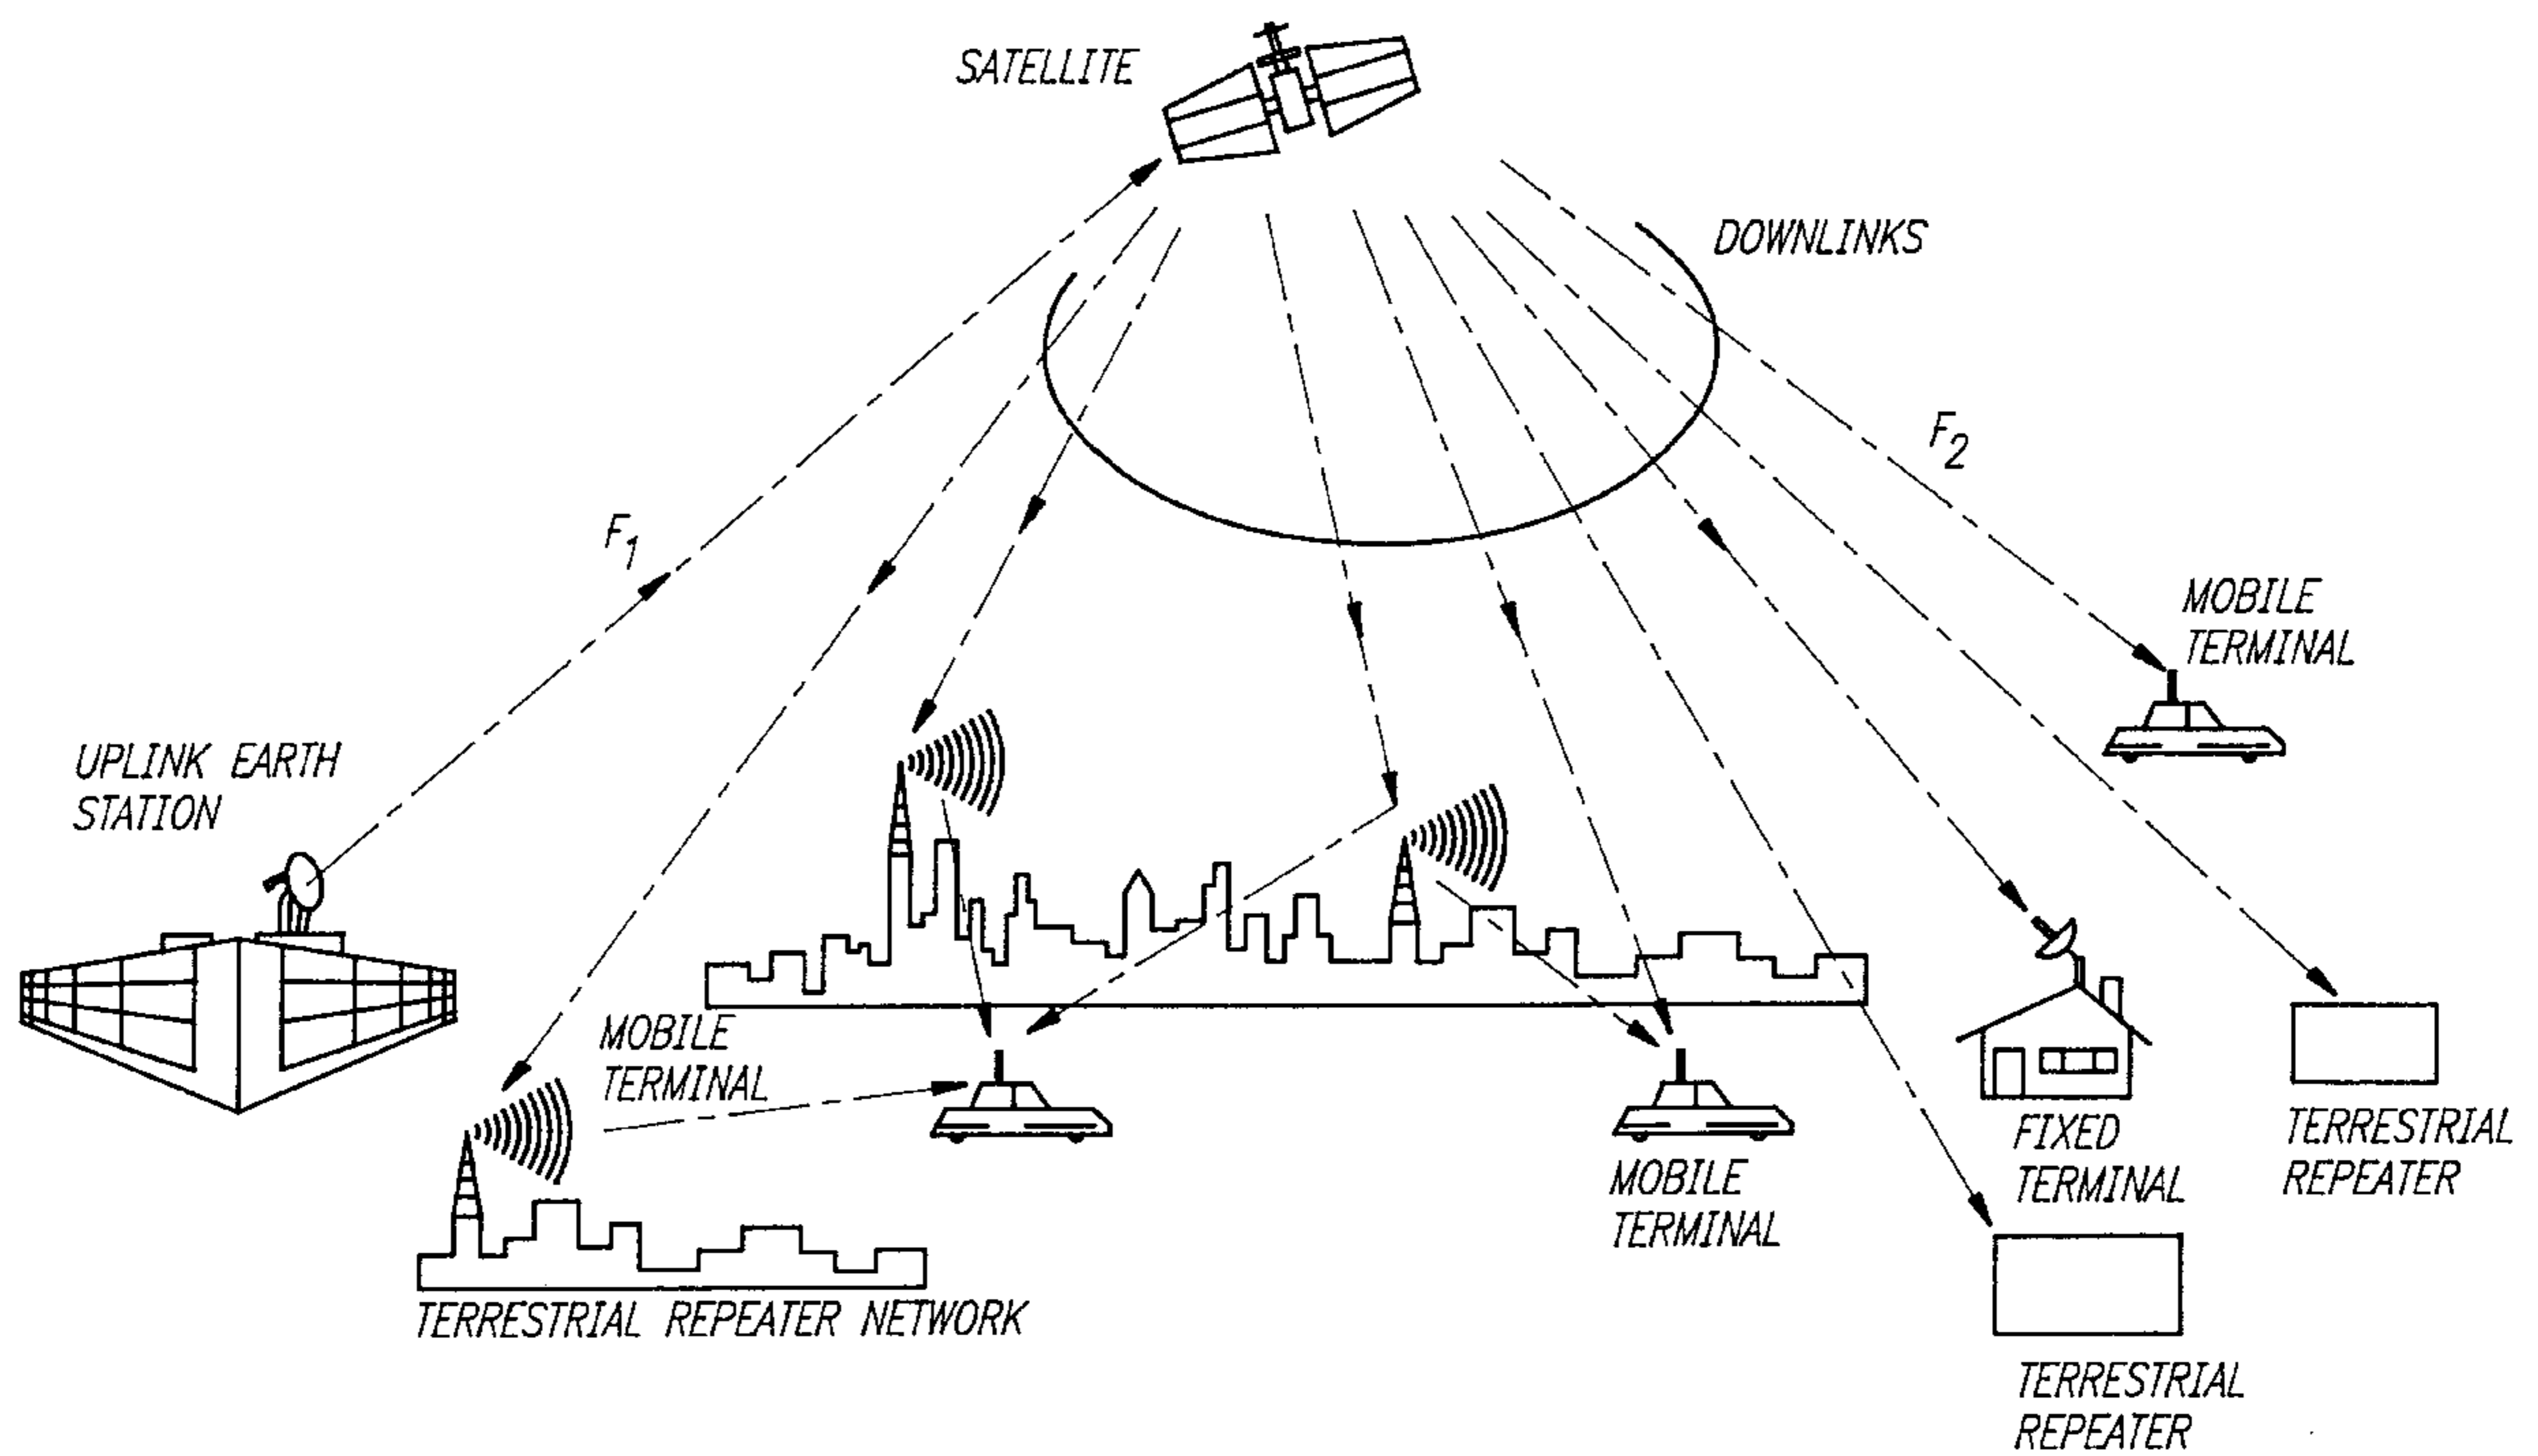 SATELLITE
DOWNLINKS
F2
F1
MOBILE
TERMINAL
UPLINK EARTH
STATION
MOBILE
TERMINAL
FIXED
TERMINAL
TERRESTRIAL
REPEATER
MOBILE
TERMINAL
TERRESTRIAL REPEATER NETWORK
TERRESTRIAL
REPEATER